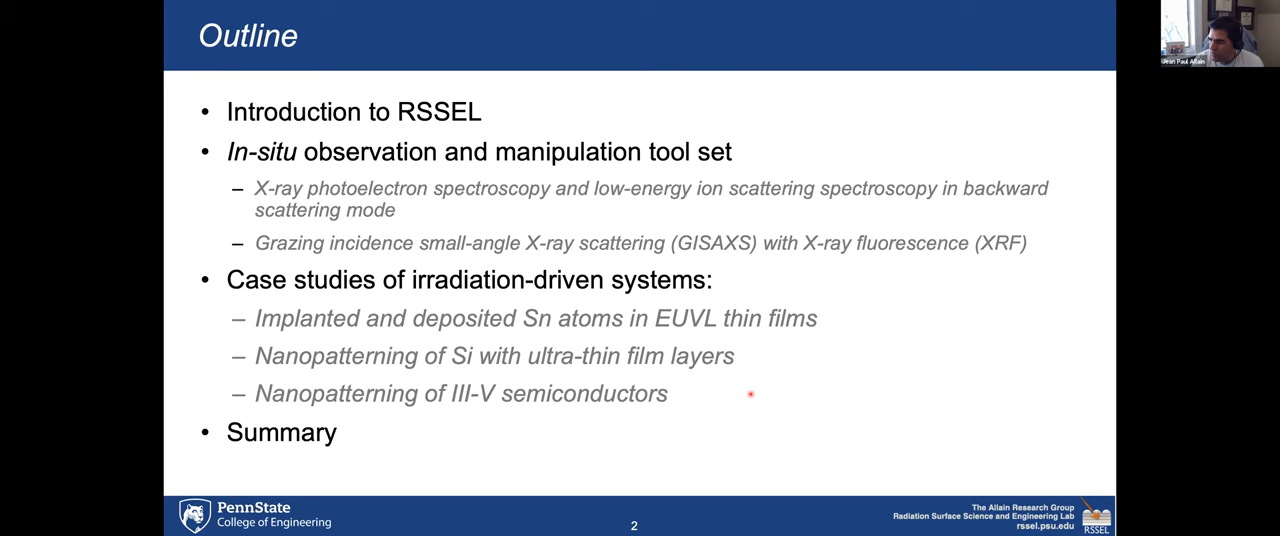 Outline
Jean Paul Allain
• Introduction to RSSEL
• In-situ observation and manipulation tool set
– X-ray photoelectron spectroscopy and low-energy ion scattering spectroscopy in backward
scattering mode
– Grazing incidence small-angle X-ray scattering (GISAXS) with X-ray fluorescence (XRF)
• Case studies of irradiation-driven systems:
– Implanted and deposited Sn atoms in EUVL thin films
– Nanopatterning of Si with ultra-thin film layers
– Nanopatterning of III-V semiconductors
• Summary
PennState
College of Engineering
2
The Allain Research Group
Radiation Surface Science and Engineering Lab
rssel.psu.edu
RSSEL